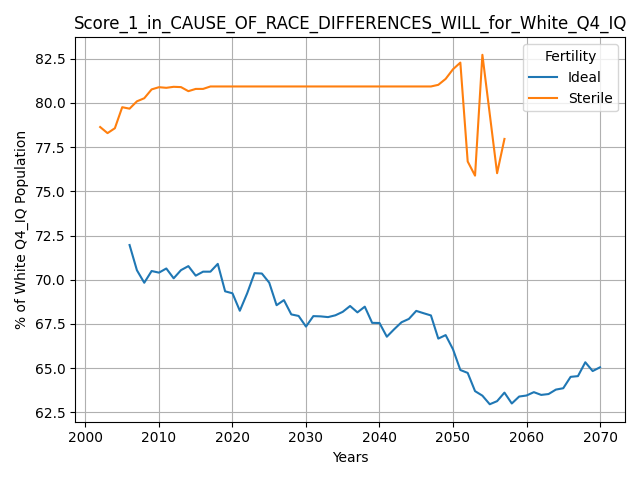 Score_1_in_CAUSE_OF_RACE_DIFFERENCES_WILL_for_White_Q4_IQ
% of White Q4_IQ Population
82.5
80.0
77.5
75.0
72.5
70.0
67.5
65.0
62.5
Fertility
Ideal
Sterile
2000 2010 2020 2030 2040 2050 2060 2070
Years